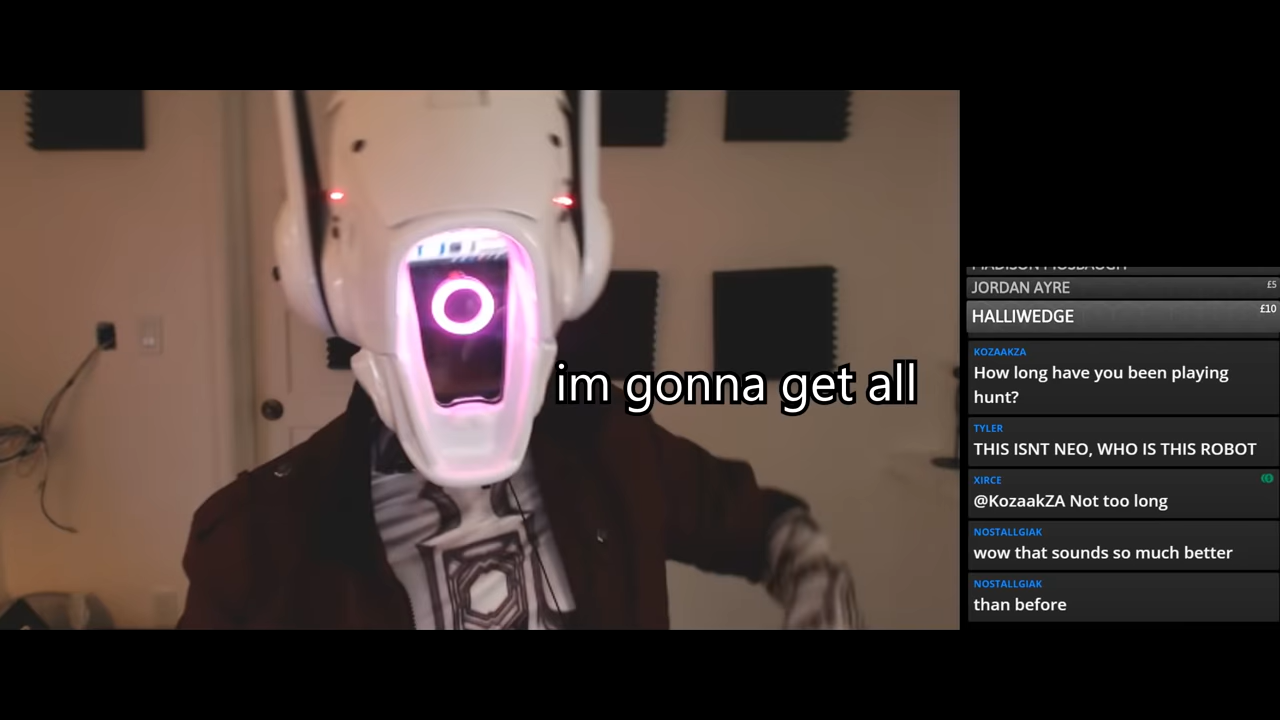 im gonna get all
MADISON MOSBAUGH
JORDAN AYRE
£5
HALLIWEDGE
£10
KOZAAKZA
How long have you been playing
hunt?
TYLER
THIS ISNT NEO, WHO IS THIS ROBOT
XIRCE
@KozaakZA Not too long
NOSTALLGIAK
wow that sounds so much better
NOSTALLGIAK
than before